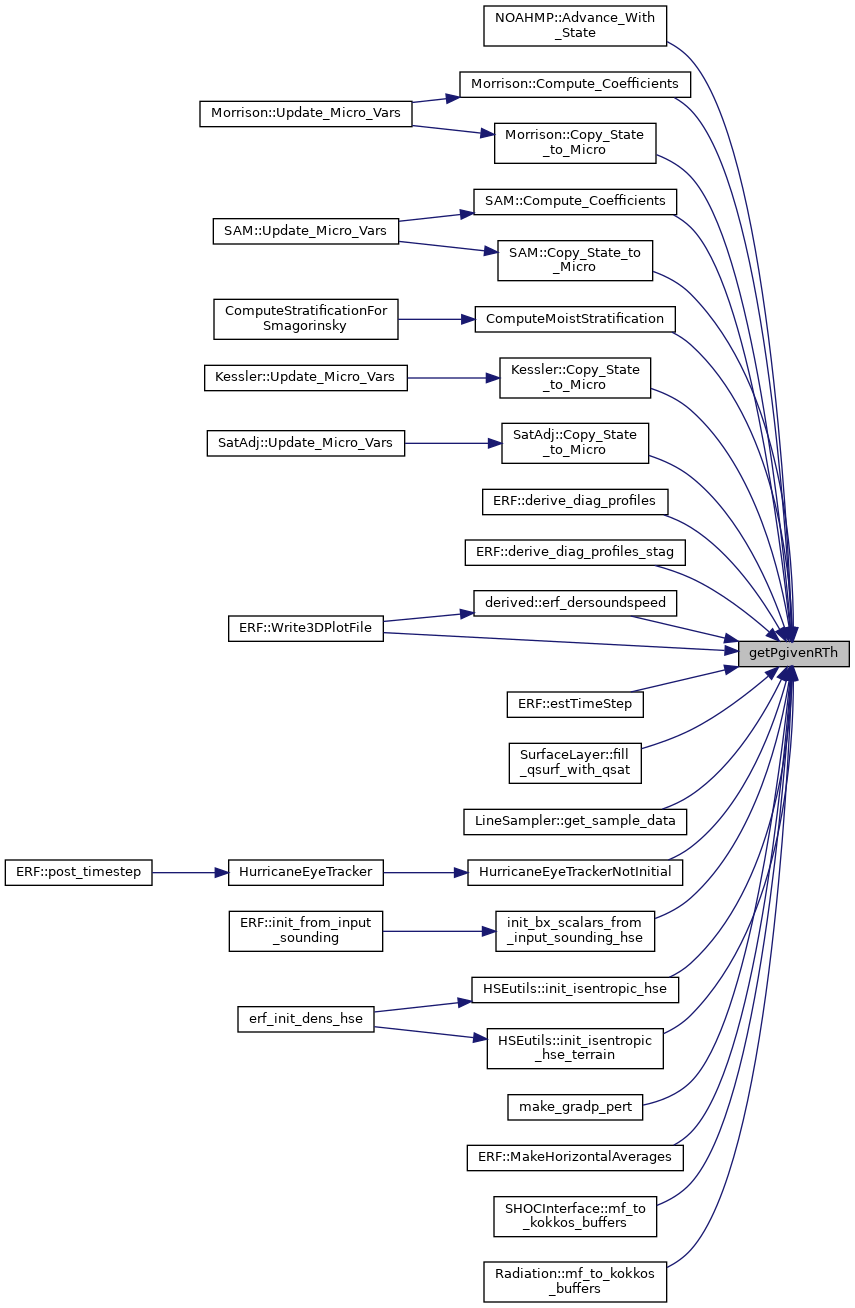 NOAHMP::Advance_With
_State
Morrison::Compute_Coefficients
Morrison::Update_Micro_Vars
Morrison::Copy_State
_to_Micro
SAM::Compute_Coefficients
SAM::Update_Micro_Vars
SAM::Copy_State_to
_Micro
ComputeStratificationFor
Smagorinsky
ComputeMoistStratification
Kessler::Update_Micro_Vars
Kessler::Copy_State
_to_Micro
SatAdj::Update_Micro_Vars
SatAdj::Copy_State
_to_Micro
ERF::derive_diag_profiles
ERF::derive_diag_profiles_stag
derived::erf_dersoundspeed
ERF::Write3DPlotFile
getPgivenRTh
ERF::estTimeStep
SurfaceLayer::fill
_qsurf_with_qsat
LineSampler::get_sample_data
ERF::post_timestep
HurricaneEyeTracker
HurricaneEyeTrackerNotInitial
ERF::init_from_input
_sounding
init_bx_scalars_from
_input_sounding_hse
HSEutils::init_isentropic_hse
erf_init_dens_hse
HSEutils::init_isentropic
_hse_terrain
make_gradp_pert
ERF::MakeHorizontalAverages
SHOCInterface::mf_to
_kokkos_buffers
Radiation::mf_to_kokkos
_buffers